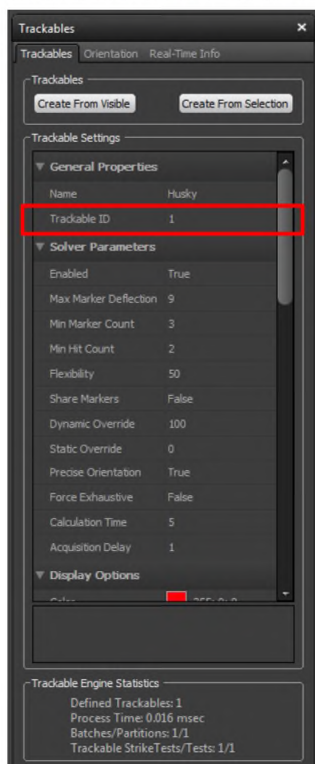 Trackables ×
Trackables Orientation Real-Time Info
Trackables
Create From Visible Create From Selection
Trackable Settings
General Properties
Name Husky
Trackable ID 1
Solver Parameters
Enabled True
Max Marker Deflection 9
Min Marker Count 3
Min Hit Count 2
Flexibility 50
Share Markers False
Dynamic Override 100
Static Override 0
Precise Orientation True
Force Exhaustive False
Calculation Time 5
Acquisition Delay 1
Display Options
Trackable Engine Statistics
Defined Trackables: 1
Process Time: 0.016 msec
Batches/Partitions: 1/1
Trackable StrikeTests/Tests: 1/1